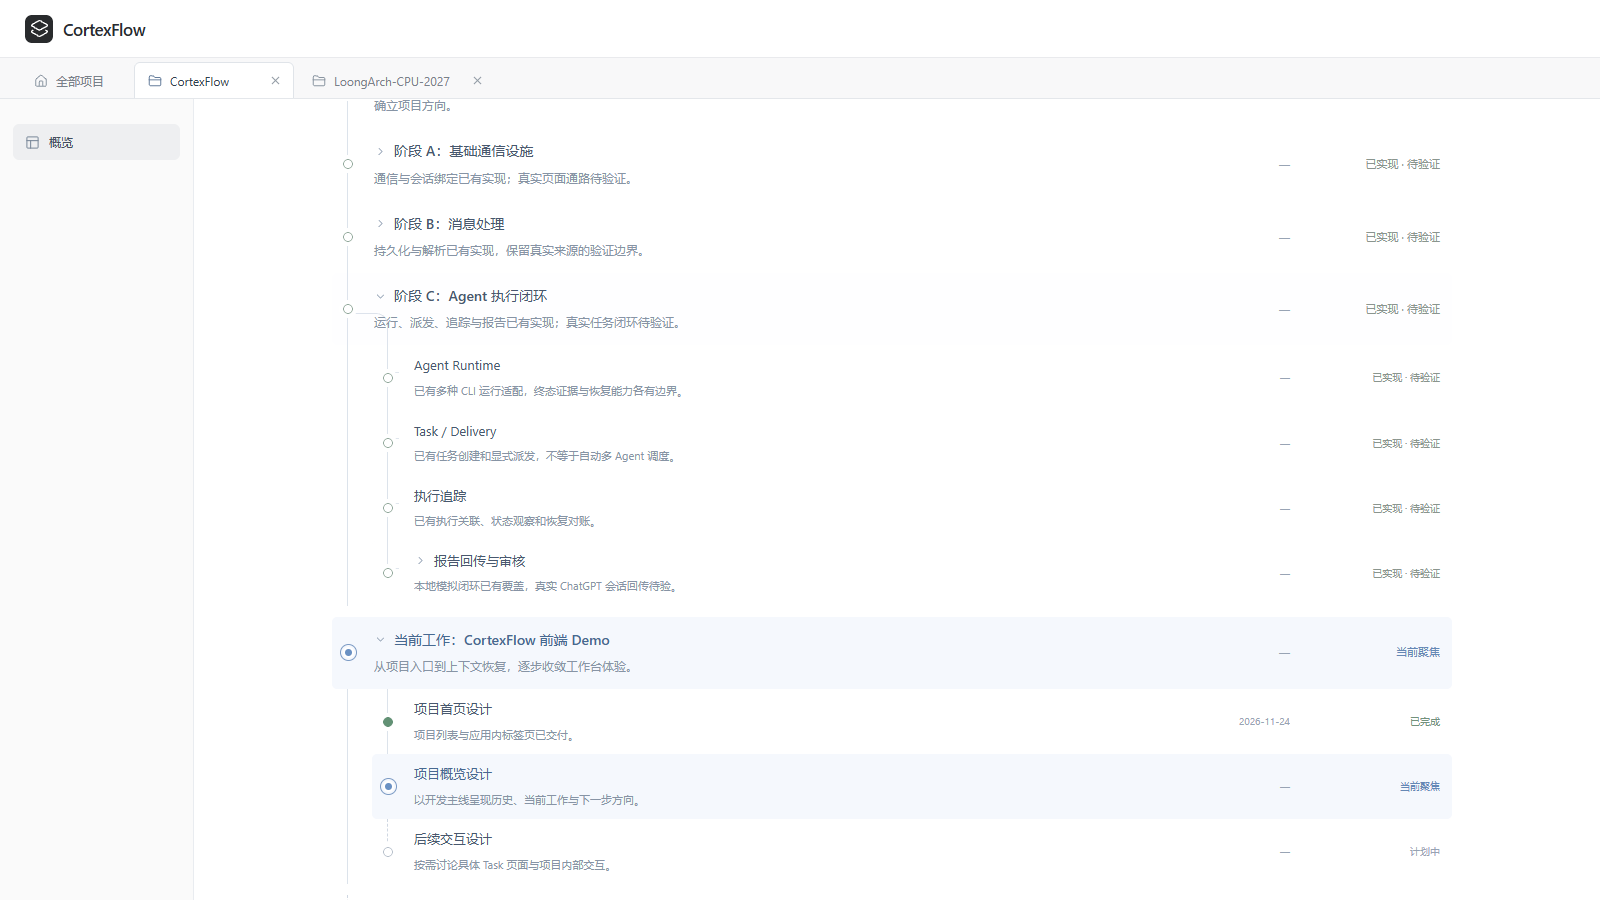 CortexFlow
全部项目
CortexFlow
LoongArch-CPU-2027
概览
确立项目方向。
阶段 A：基础通信设施
通信与会话绑定已有实现；真实页面通路待验证。
—
已实现 · 待验证
阶段 B：消息处理
持久化与解析已有实现，保留真实来源的验证边界。
—
已实现 · 待验证
阶段 C：Agent 执行闭环
运行、派发、追踪与报告已有实现；真实任务闭环待验证。
—
已实现 · 待验证
Agent Runtime
已有多种 CLI 运行适配，终态证据与恢复能力各有边界。
—
已实现 · 待验证
Task / Delivery
已有任务创建和显式派发，不等于自动多 Agent 调度。
—
已实现 · 待验证
执行追踪
已有执行关联、状态观察和恢复对账。
—
已实现 · 待验证
报告回传与审核
本地模拟闭环已有覆盖，真实 ChatGPT 会话回传待验。
—
已实现 · 待验证
当前工作：CortexFlow 前端 Demo
从项目入口到上下文恢复，逐步收敛工作台体验。
—
当前聚焦
项目首页设计
项目列表与应用内标签页已交付。
2026-11-24
已完成
项目概览设计
以开发主线呈现历史、当前工作与下一步方向。
—
当前聚焦
后续交互设计
按需讨论具体 Task 页面与项目内部交互。
—
计划中